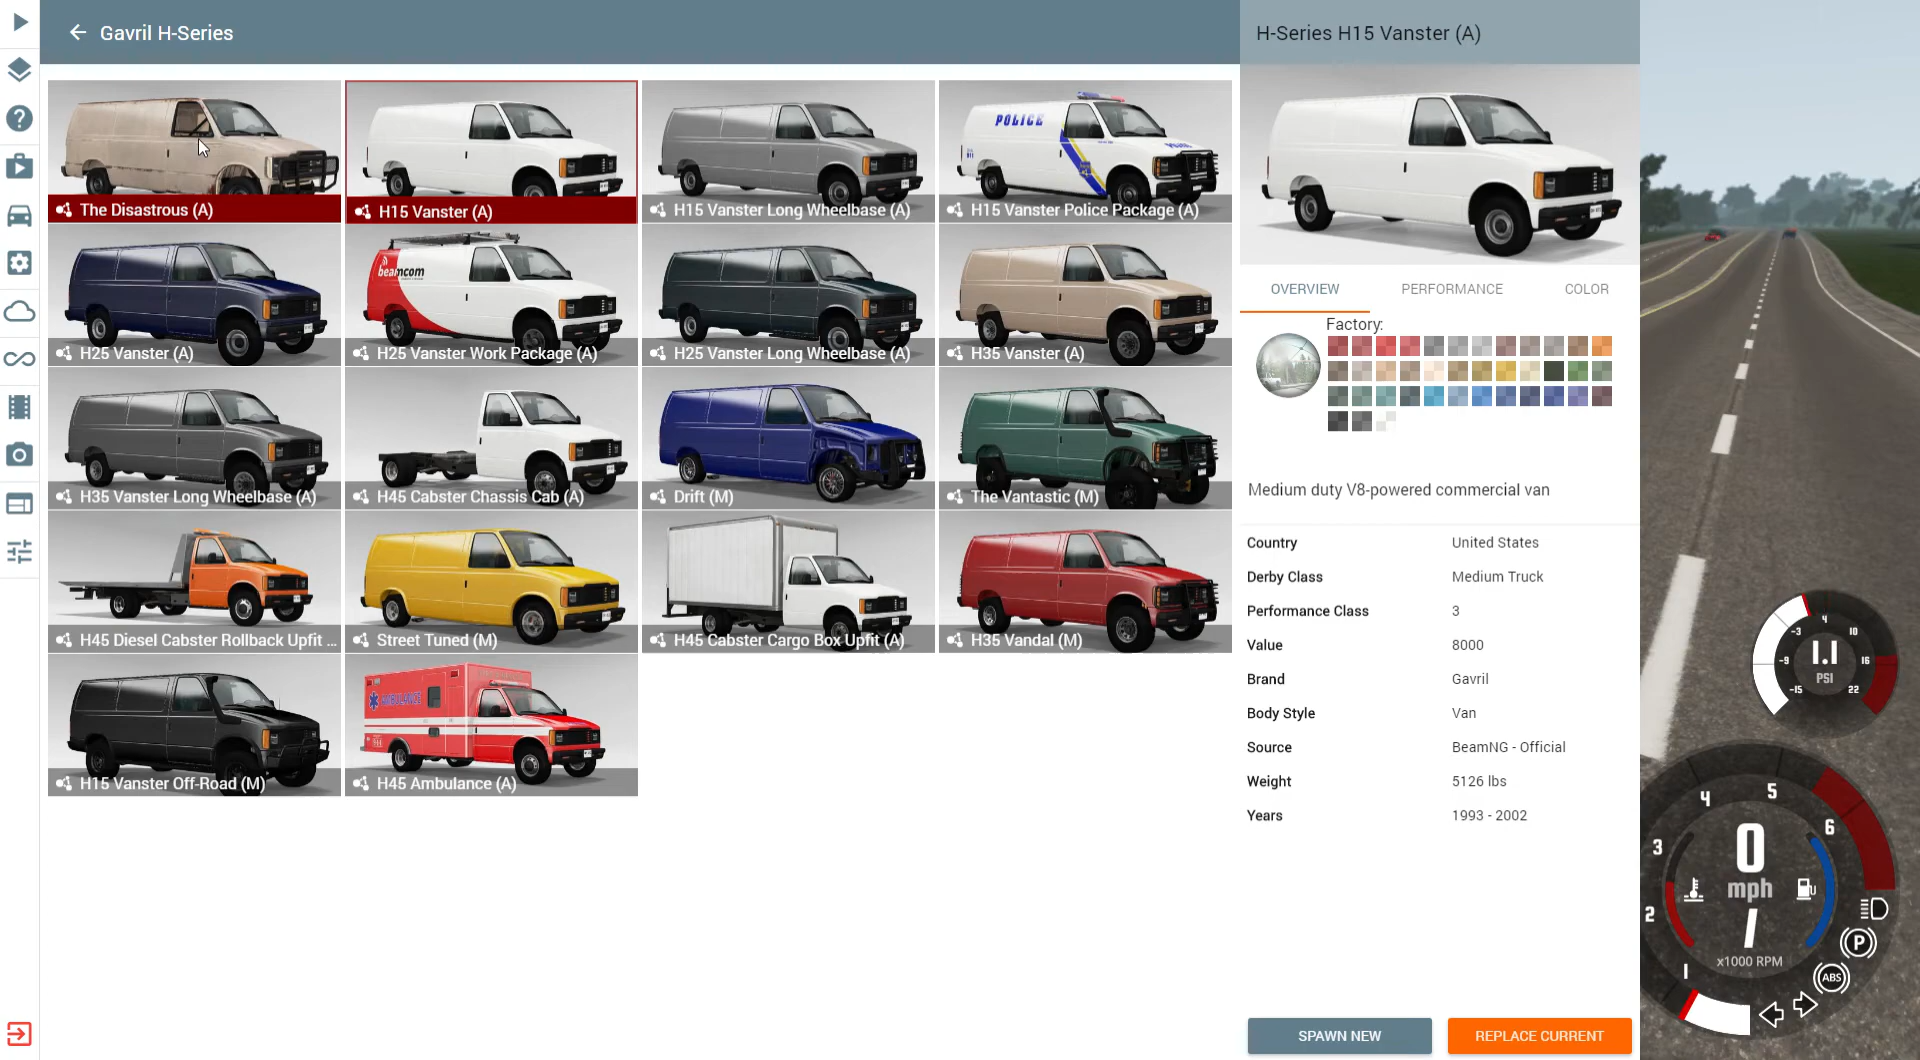 Gavril H-Series
H-Series H15 Vanster (A)
The Disastrous (A)
H15 Vanster (A)
H15 Vanster Long Wheelbase (A)
POLICE
H15 Vanster Police Package (A)
H25 Vanster (A)
beamcom
H25 Vanster Work Package (A)
H25 Vanster Long Wheelbase (A)
H35 Vanster (A)
H35 Vanster Long Wheelbase (A)
H45 Cabster Chassis Cab (A)
Drift (M)
The Vantastic (M)
H45 Diesel Cabster Rollback Upfit ...
Street Tuned (M)
H45 Cabster Cargo Box Upfit (A)
H35 Vandal (M)
H15 Vanster Off-Road (M)
AMBULANCE
H45 Ambulance (A)
OVERVIEW PERFORMANCE COLOR
Factory:
Medium duty V8-powered commercial van
Country United States
Derby Class Medium Truck
Performance Class 3
Value 8000
Brand Gavril
Body Style Van
Source BeamNG - Official
Weight 5126 lbs
Years 1993 - 2002
SPAWN NEW REPLACE CURRENT
-15 -9 -3 4 10 16 22
1.1
PSI
1 2 3 4 5 6
0
mph
x1000 RPM
P
ABS